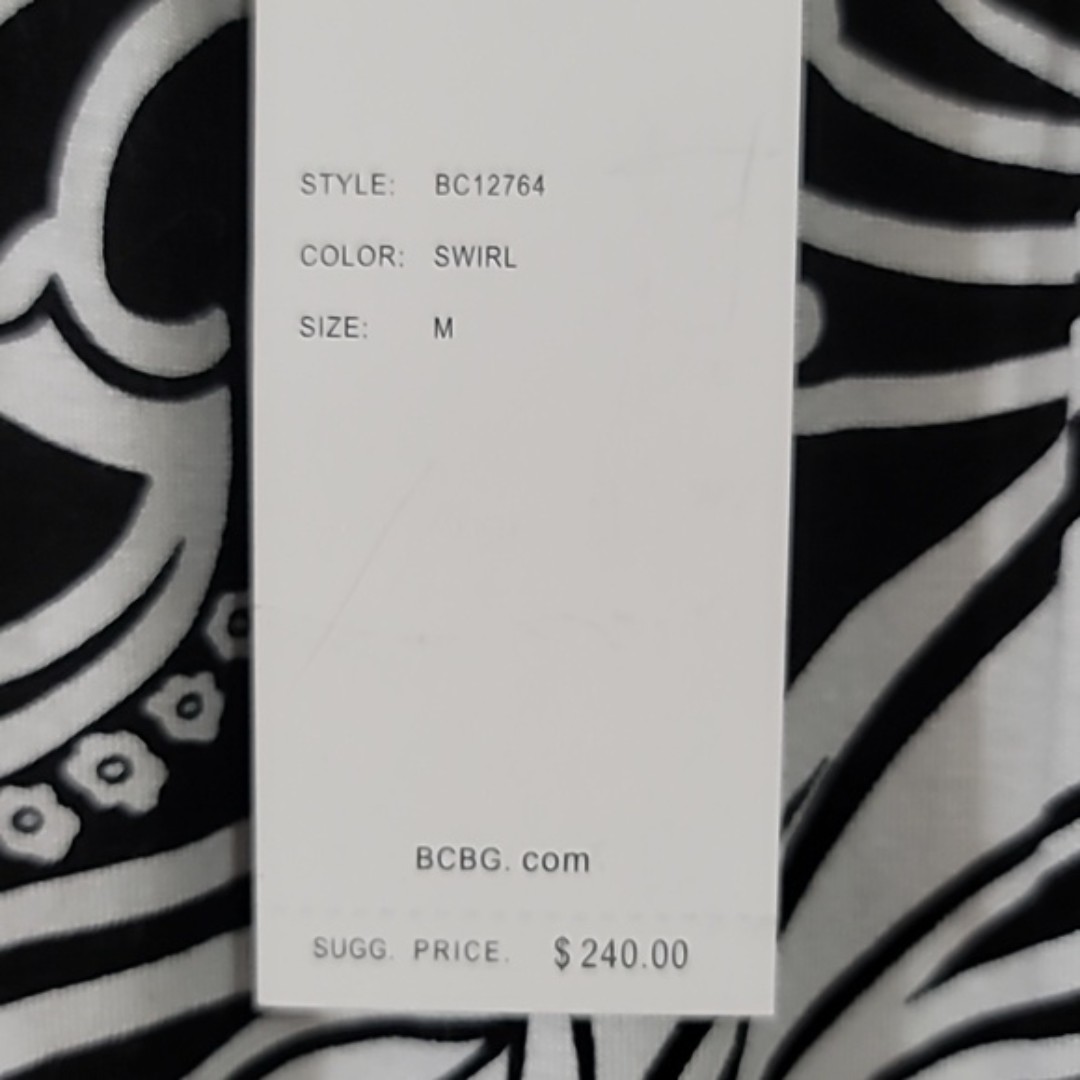 STYLE: BC12764
COLOR: SWIRL
SIZE: M
BCBG. com
SUGG. PRICE. $240.00